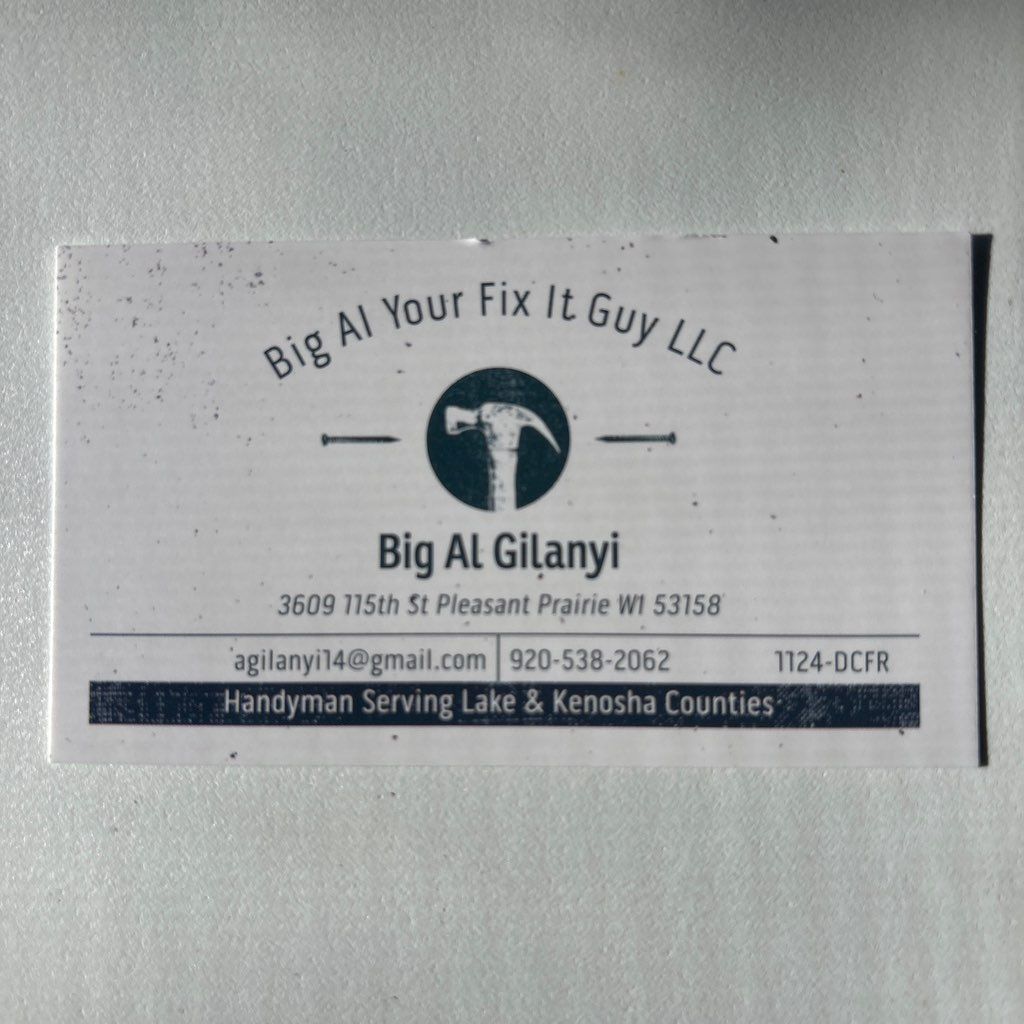 Big Al Your Fix It Guy LLC
Big Al Gilanyi
3609 115th St Pleasant Prairie WI 53158
agilanyi14@gmail.com 920-538-2062 1124-DCFR
Handyman Serving Lake & Kenosha Counties